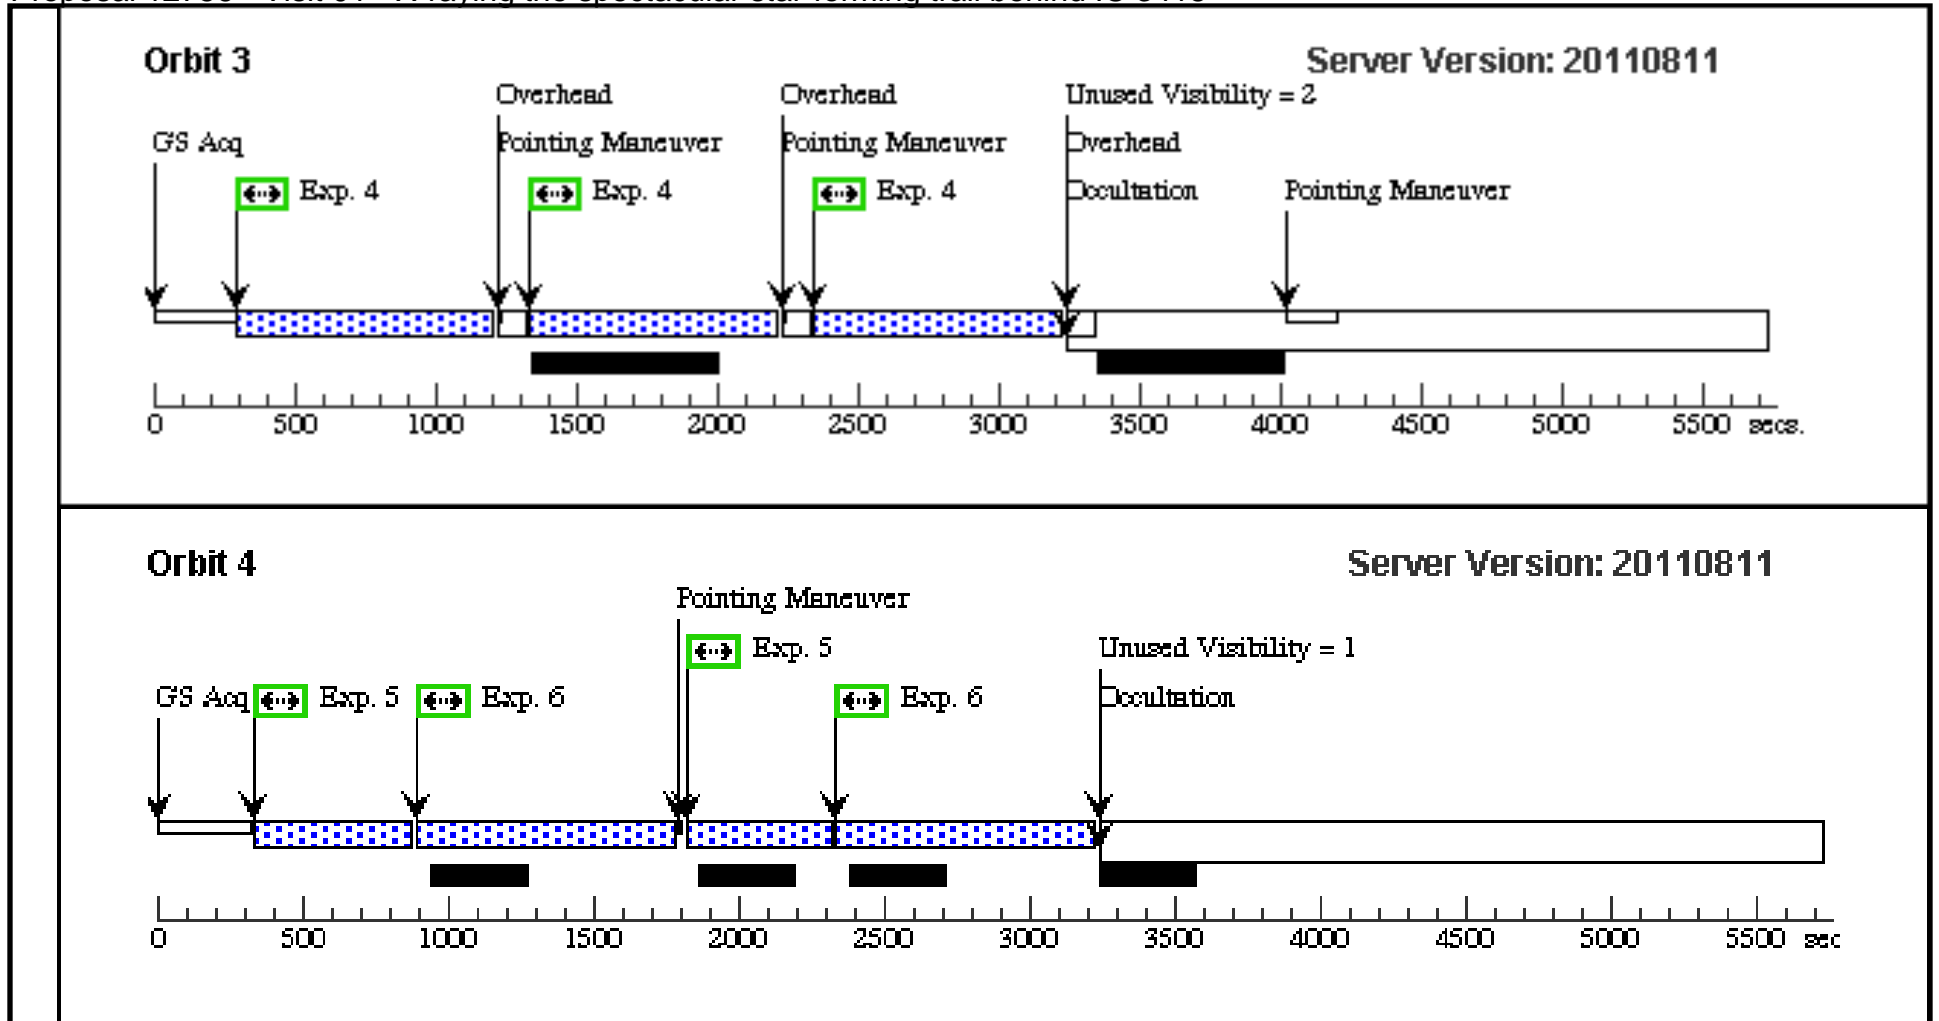 Orbit 3
Server Version: 20110811
Overhead Overhead Unused Visibility = 2
GS Acq Pointing Maneuver Pointing Maneuver Overhead
Exp. 4 Exp. 4 Exp. 4 Occultation Pointing Maneuver
0 500 1000 1500 2000 2500 3000 3500 4000 4500 5000 5500 secs.
Orbit 4
Server Version: 20110811
Pointing Maneuver
Exp. 5 Unused Visibility = 1
GS Acq Exp. 5 Exp. 6 Exp. 6 Occultation
0 500 1000 1500 2000 2500 3000 3500 4000 4500 5000 5500 sec